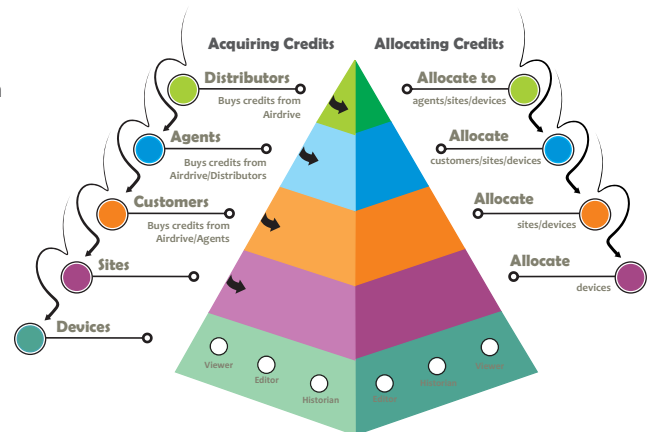 Acquiring Credits
Allocating Credits
Distributors
Buys credits from
Airdrive
Agents
Buys credits from
Airdrive/Distributors
Customers
Buys credits from
Airdrive/Agents
Sites
Devices
Allocate to
agents/sites/devices
Allocate
customers/sites/devices
Allocate
sites/devices
Allocate
devices
Viewer
Editor
Historian
Editor
Historian
Viewer